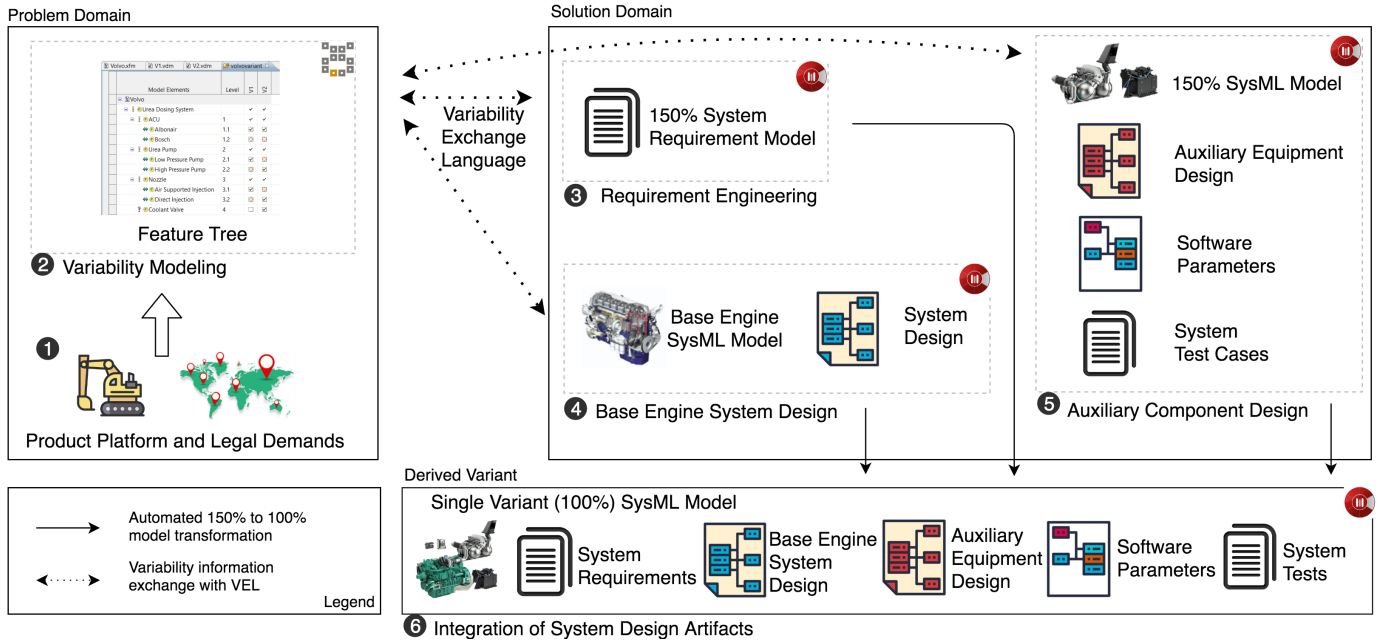 Problem Domain
Volvo.xfm
V1.vdm
V2.vdm
volvovariant
Model Elements
Level
Volvo
Urea Dosing System
ACU
1
Albonair
1.1
Bosch
1.2
Urea Pump
2
Low Pressure Pump
2.1
High Pressure Pump
2.2
Nozzle
3
Air Supported Injection
3.1
Direct Injection
3.2
Coolant Valve
4
Feature Tree
2 Variability Modeling
1
Product Platform and Legal Demands
Variability
Exchange
Language
Solution Domain
150% System
Requirement Model
3 Requirement Engineering
Base Engine
SysML Model
System
Design
4 Base Engine System Design
150% SysML Model
Auxiliary Equipment
Design
Software
Parameters
System
Test Cases
5 Auxiliary Component Design
Automated 150% to 100%
model transformation
Variability information
exchange with VEL
Legend
Derived Variant
Single Variant (100%) SysML Model
System
Requirements
Base Engine
System
Design
Auxiliary
Equipment
Design
Software
Parameters
System
Tests
6 Integration of System Design Artifacts